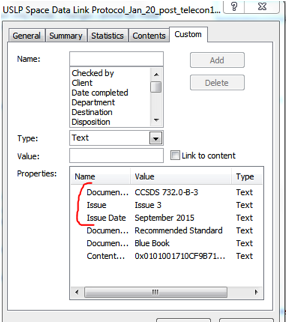 USLP Space Data Link Protocol_Jan_20_post_telecon1... ? X
General Summary Statistics Contents Custom
Name:
Add
Checked by
Client
Delete
Date completed
Department
Destination
Disposition
Type: Text
Value: Link to content
Properties: Name Value Type
Documen... CCSDS 732.0-B-3 Text
Issue Issue 3 Text
Issue Date September 2015 Text
Documen... Recommended Standard Text
Documen... Blue Book Text
Content... 0x0101001710CF9B71... Text